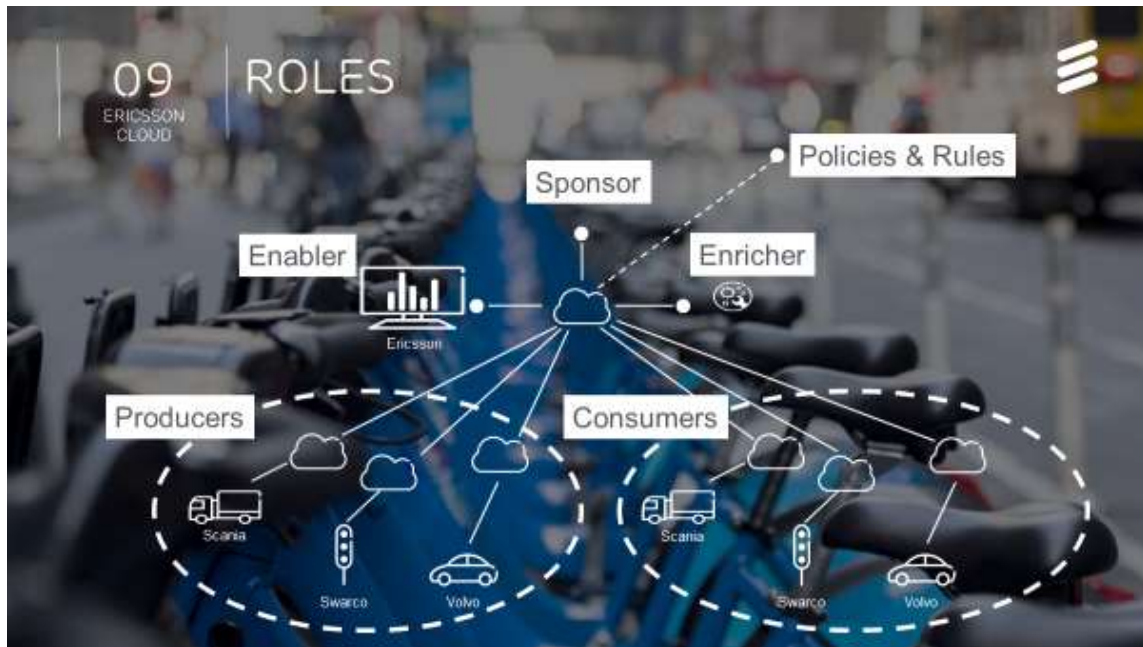 09
ERICSSON
CLOUD
ROLES
Policies & Rules
Sponsor
Enabler
Enricher
Ericsson
Producers
Consumers
Scania
Swarco
Volvo
Scania
Swarco
Volvo